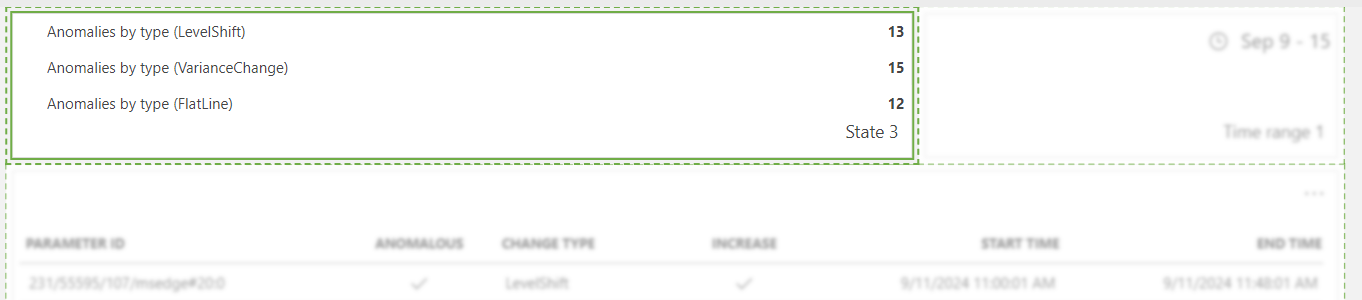 Anomalies by type (LevelShift) 13
Sep 9 - 15
Anomalies by type (VarianceChange) 15
Anomalies by type (FlatLine) 12
State 3
Time range 1
PARAMETER ID ANOMALOUS CHANGE TYPE INCREASE START TIME END TIME
231/55595/107/msedge#20:0 LevelShift 9/11/2024 11:00:01 AM 9/11/2024 11:48:01 AM